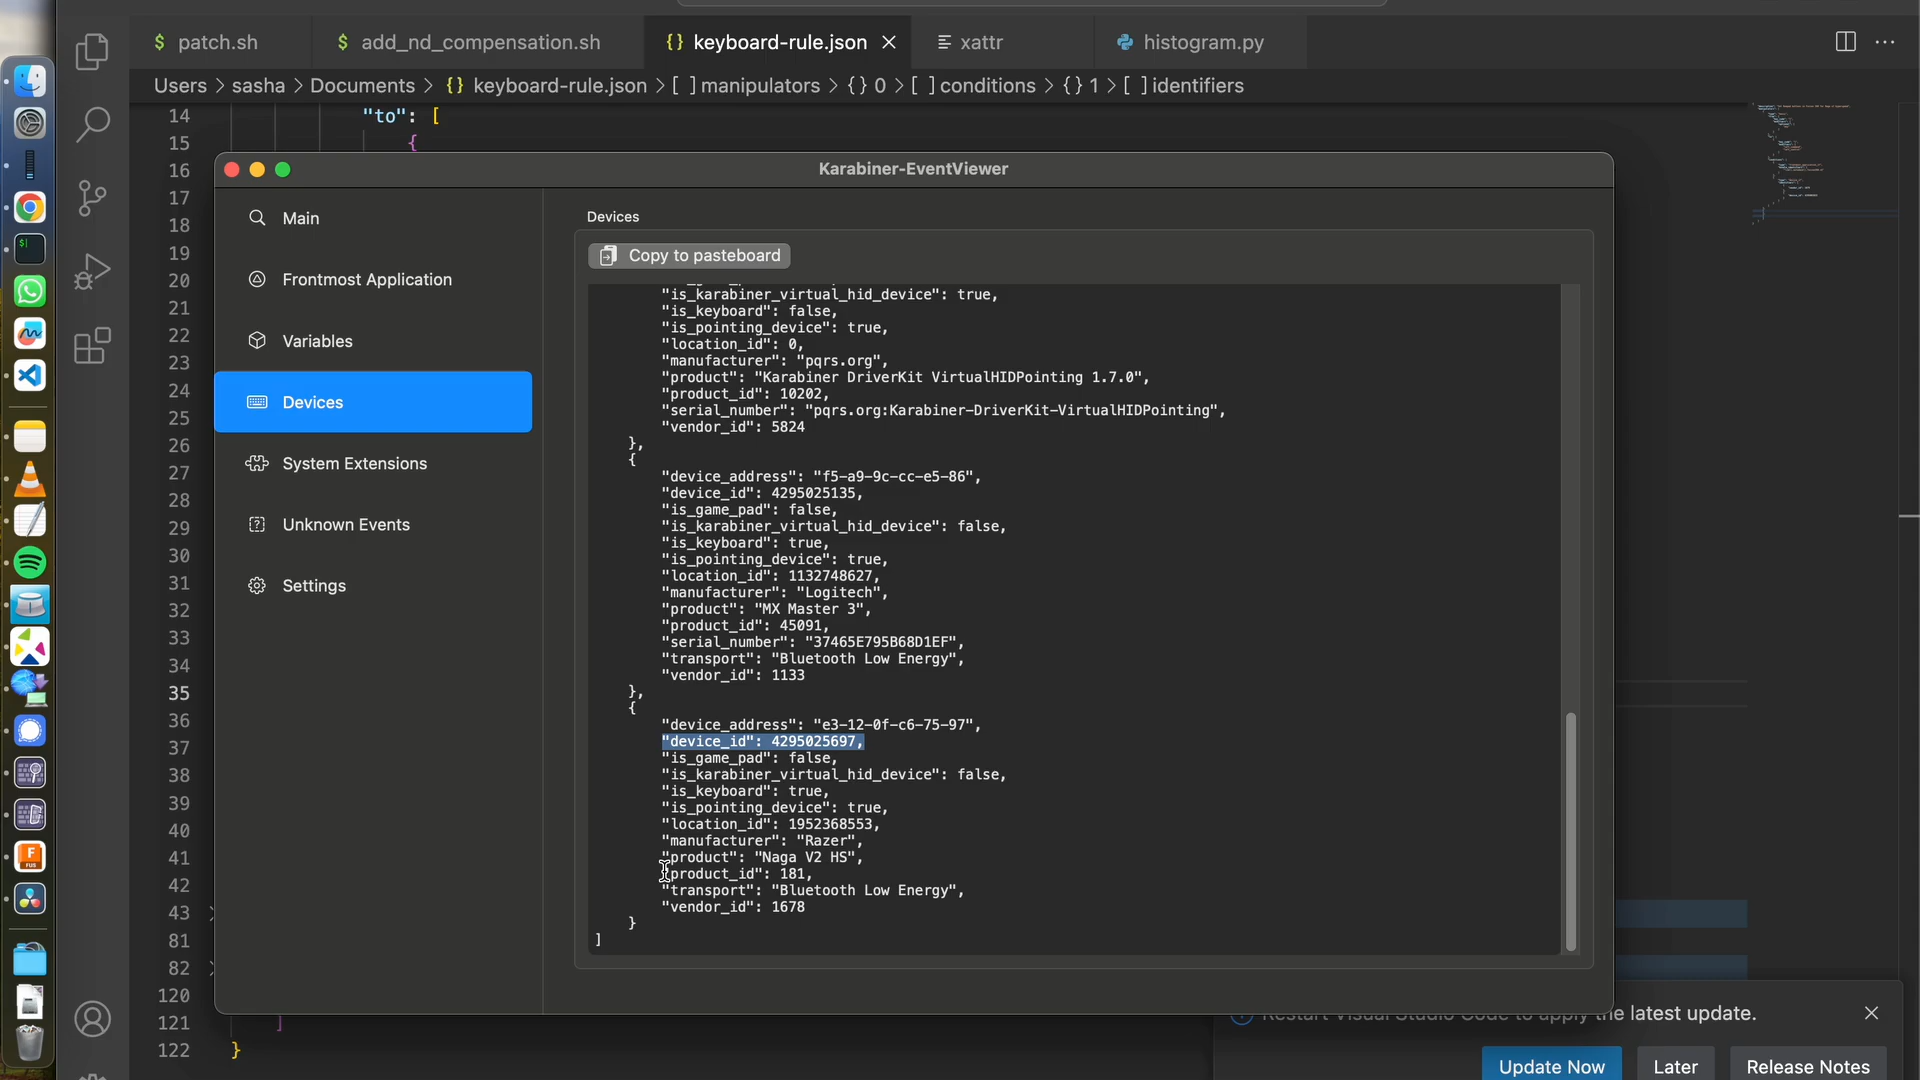 $ patch.sh
$ add_nd_compensation.sh
{} keyboard-rule.json
xattr
histogram.py
Users > sasha > Documents > {} keyboard-rule.json > [ ] manipulators > {} 0 > [ ] conditions > {} 1 > [ ] identifiers
14 "to": [
15 {
16
17
18
19
20
21
22
23
24
25
26
27
28
29
30
31
32
33
34
35
36
37
38
39
40
41
42
43
81
82
120
121 ]
122 }
Karabiner-EventViewer
Main
Frontmost Application
Variables
Devices
System Extensions
Unknown Events
Settings
Devices
Copy to pasteboard
"is_karabiner_virtual_hid_device": true,
"is_keyboard": false,
"is_pointing_device": true,
"location_id": 0,
"manufacturer": "pqrs.org",
"product": "Karabiner DriverKit VirtualHIDPointing 1.7.0",
"product_id": 10202,
"serial_number": "pqrs.org:Karabiner-DriverKit-VirtualHIDPointing",
"vendor_id": 5824
},
{
"device_address": "f5-a9-9c-cc-e5-86",
"device_id": 4295025135,
"is_game_pad": false,
"is_karabiner_virtual_hid_device": false,
"is_keyboard": true,
"is_pointing_device": true,
"location_id": 1132748627,
"manufacturer": "Logitech",
"product": "MX Master 3",
"product_id": 45091,
"serial_number": "37465E795B68D1EF",
"transport": "Bluetooth Low Energy",
"vendor_id": 1133
},
{
"device_address": "e3-12-0f-c6-75-97",
"device_id": 4295025697,
"is_game_pad": false,
"is_karabiner_virtual_hid_device": false,
"is_keyboard": true,
"is_pointing_device": true,
"location_id": 1952368553,
"manufacturer": "Razer",
"product": "Naga V2 HS",
"product_id": 181,
"transport": "Bluetooth Low Energy",
"vendor_id": 1678
}
]
Restart Visual Studio Code to apply the latest update.
Update Now
Later
Release Notes